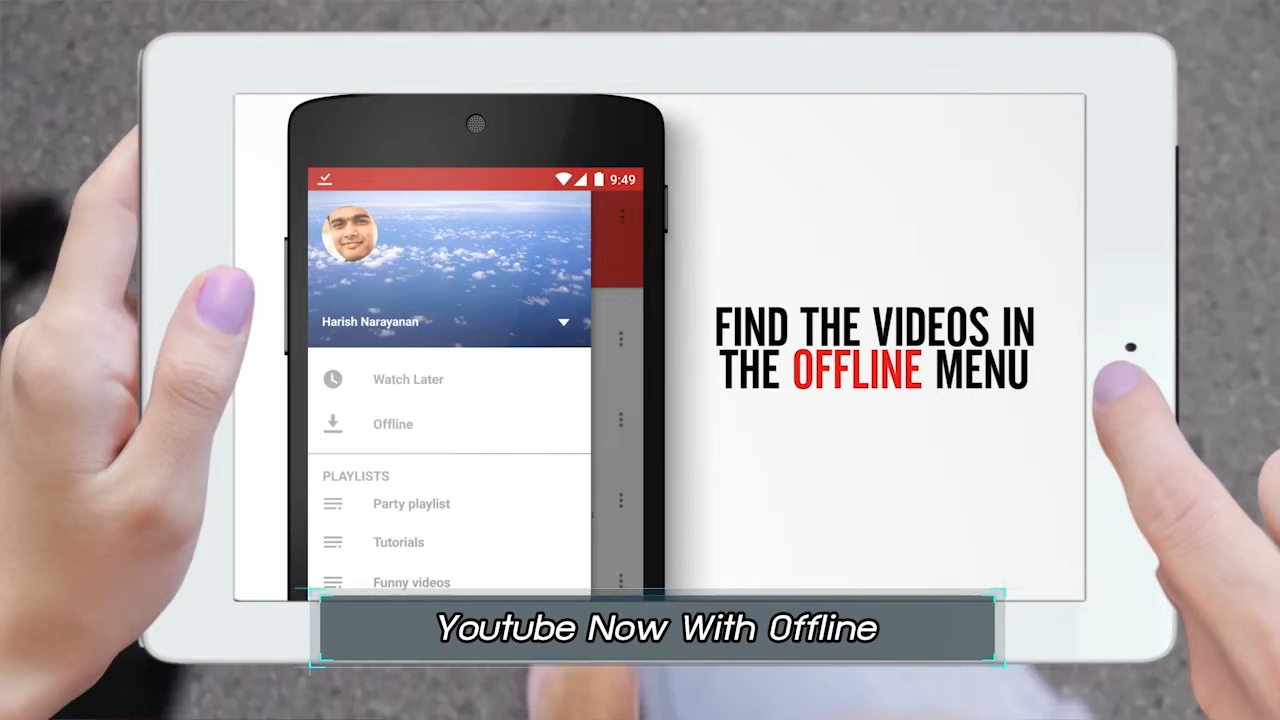 9:49
Harish Narayanan
Watch Later
Offline
PLAYLISTS
Party playlist
Tutorials
Funny videos
FIND THE VIDEOS IN
THE OFFLINE MENU
Youtube Now With Offline